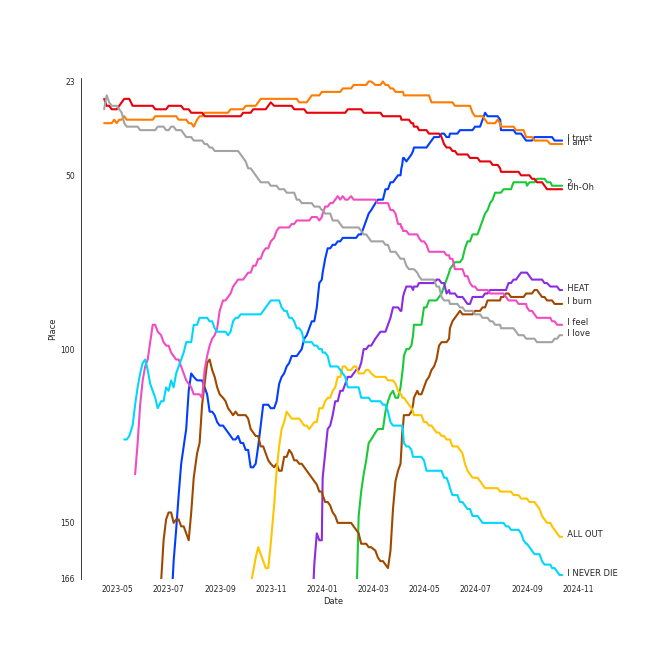 23
50
100
150
166
Place
2023-05
2023-07
2023-09
2023-11
2024-01
2024-03
2024-05
2024-07
2024-09
2024-11
Date
I trust
I am
2
Uh-Oh
HEAT
I burn
I feel
I love
ALL OUT
I NEVER DIE